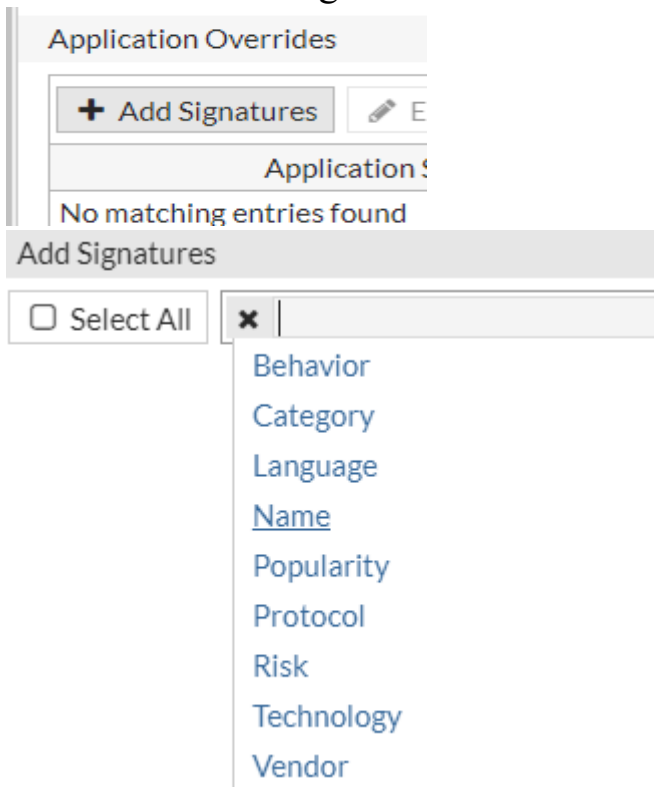 Application Overrides
Add Signatures
Application
No matching entries found
Add Signatures
Select All
Behavior
Category
Language
Name
Popularity
Protocol
Risk
Technology
Vendor